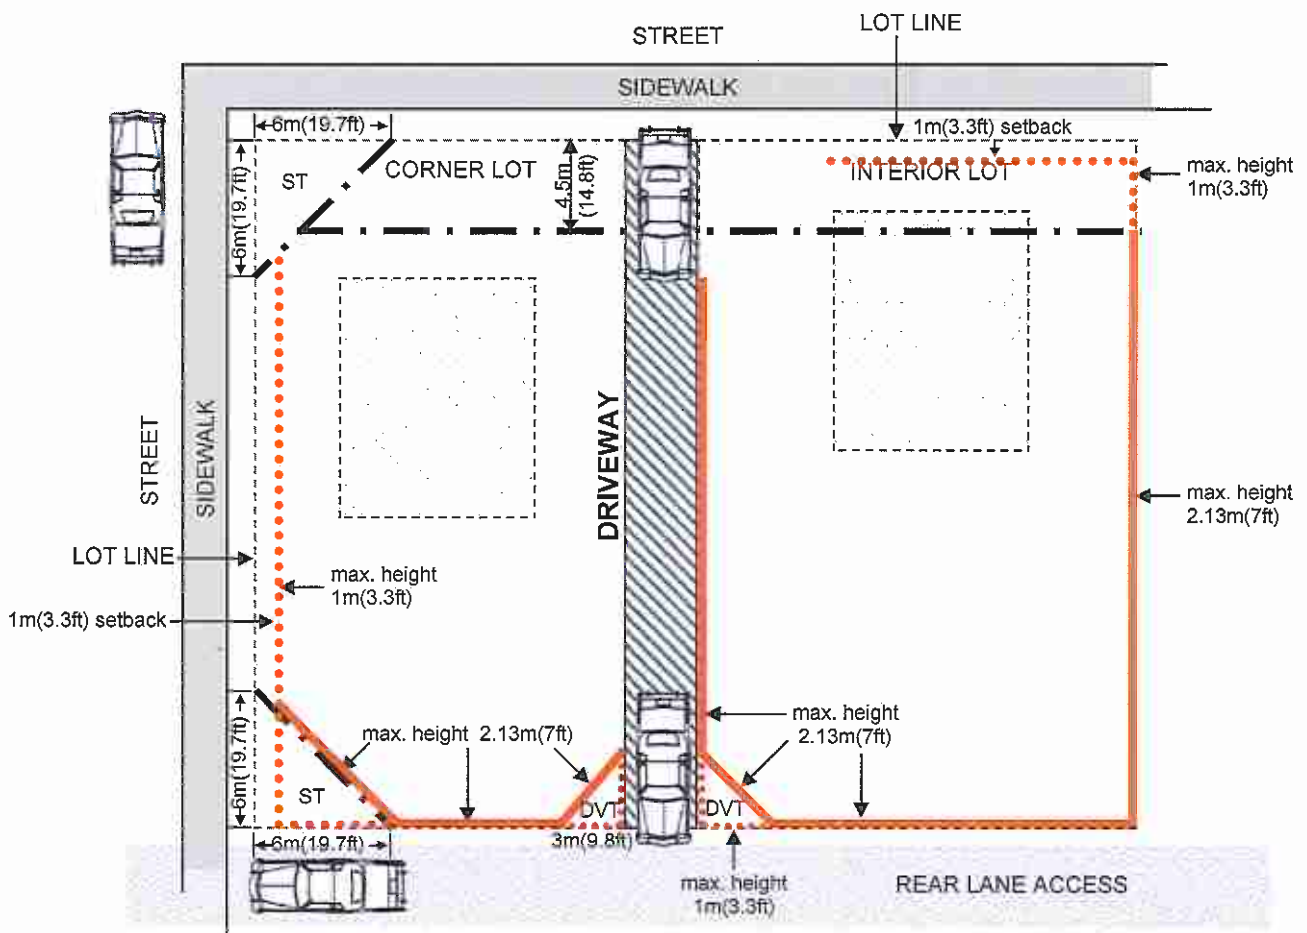 STREET
LOT LINE
SIDEWALK
6m(19.7ft)
1m(3.3ft) setback
6m(19.7ft)
ST
CORNER LOT
4.5m
(14.8ft)
INTERIOR LOT
max. height
1m(3.3ft)
STREET
SIDEWALK
DRIVEWAY
max. height
2.13m(7ft)
LOT LINE
max. height
1m(3.3ft)
1m(3.3ft) setback
6m(19.7ft)
max. height 2.13m(7ft)
max. height
2.13m(7ft)
ST
DVT
DVT
6m(19.7ft)
3m(9.8ft)
max. height
1m(3.3ft)
REAR LANE ACCESS